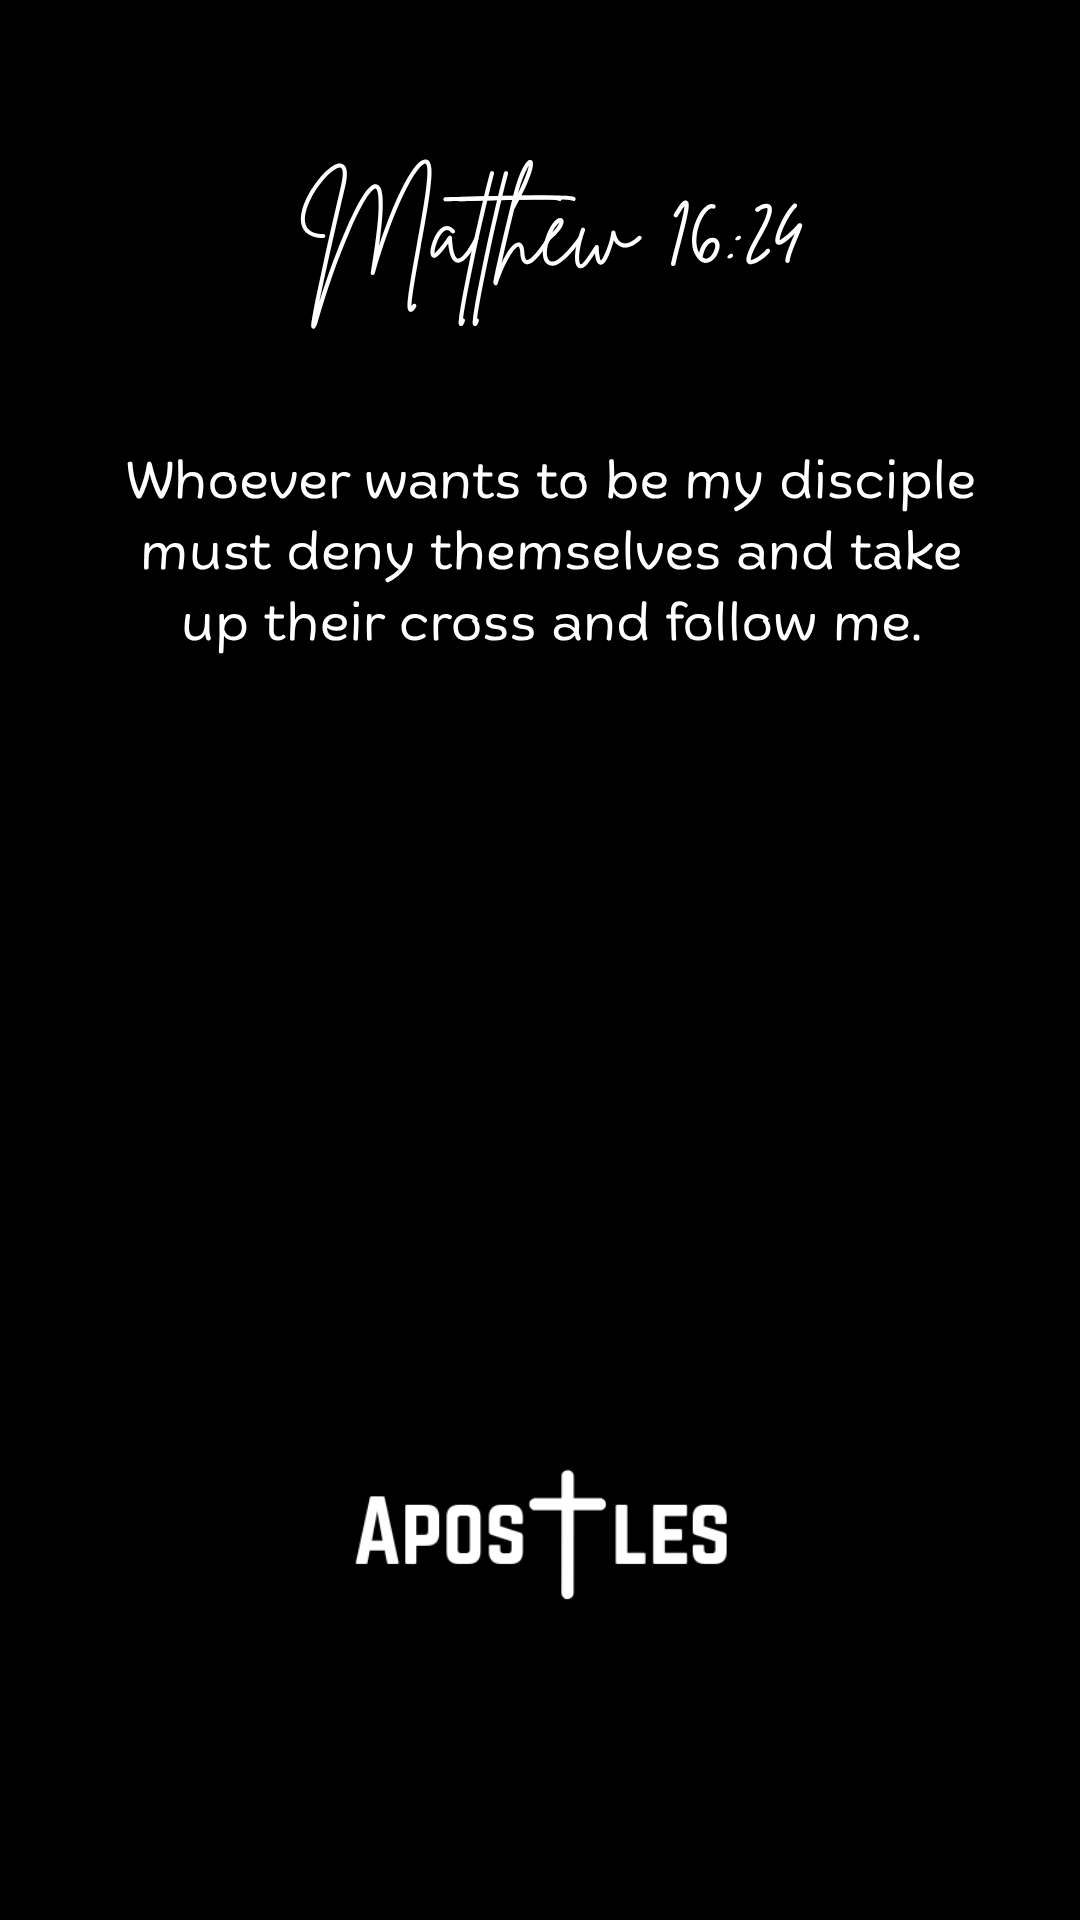 Matthew 16:24
Whoever wants to be my disciple
must deny themselves and take
up their cross and follow me.
APOSTLES